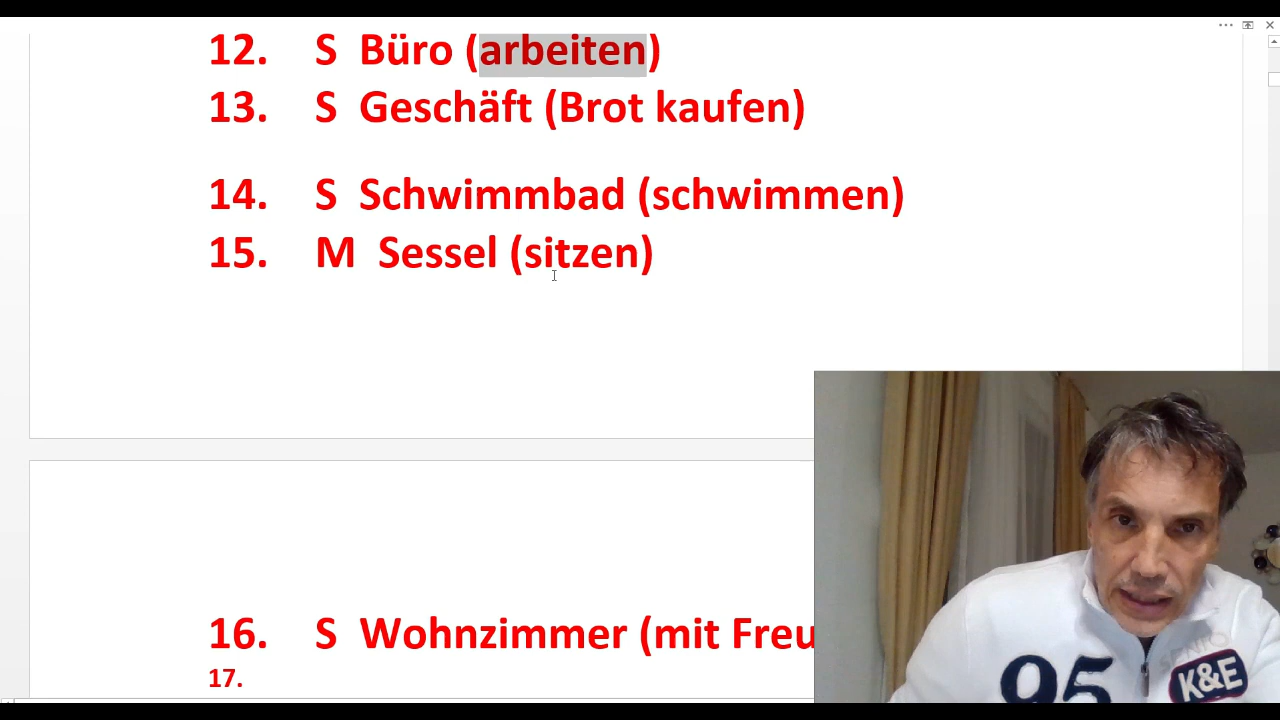 12. S Büro (arbeiten)
13. S Geschäft (Brot kaufen)
14. S Schwimmbad (schwimmen)
15. M Sessel (sitzen)
16. S Wohnzimmer (mit Freu
17.
95
K&E